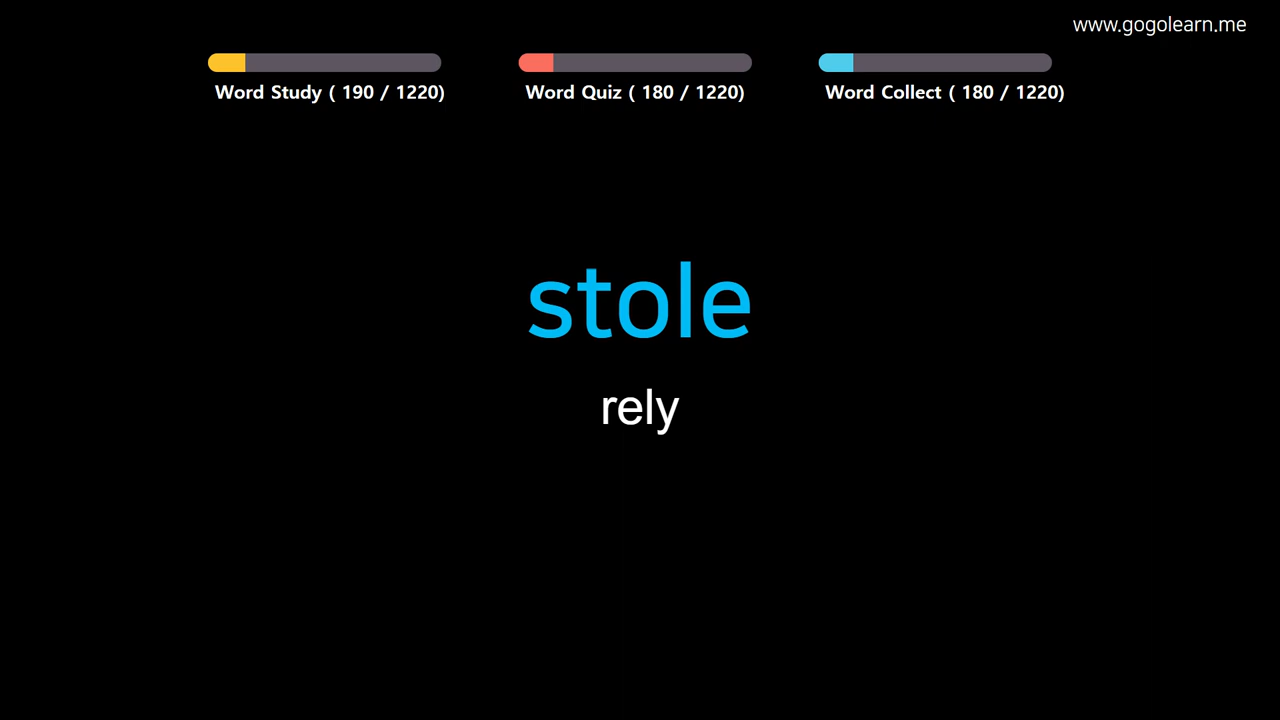 www.gogolearn.me
Word Study ( 190 / 1220)
Word Quiz ( 180 / 1220)
Word Collect ( 180 / 1220)
stole
rely